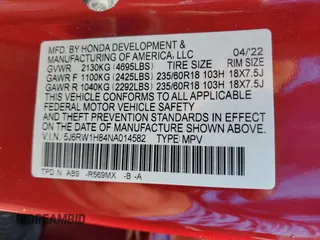 MFD. BY HONDA DEVELOPMENT & 04/22
MANUFACTURING OF AMERICA, LLC
GVWR 2130KG (4695LBS) TIRE SIZE RIM SIZE
GAWR F 1100KG (2425LBS) 235/60R18 103H 18X7.5J
GAWR R 1040KG (2292LBS) 235/60R18 103H 18X7.5J
THIS VEHICLE CONFORMS TO ALL APPLICABLE
FEDERAL MOTOR VEHICLE SAFETY, BUMPER,
AND THEFT PREVENTION STANDARDS IN EFFECT
ON THE DATE OF MANUFACTURE SHOWN ABOVE.
V.I.N. 5J6RW1H84NA014582 TYPE: MPV
TPD N AB9 -R569MX -B -A